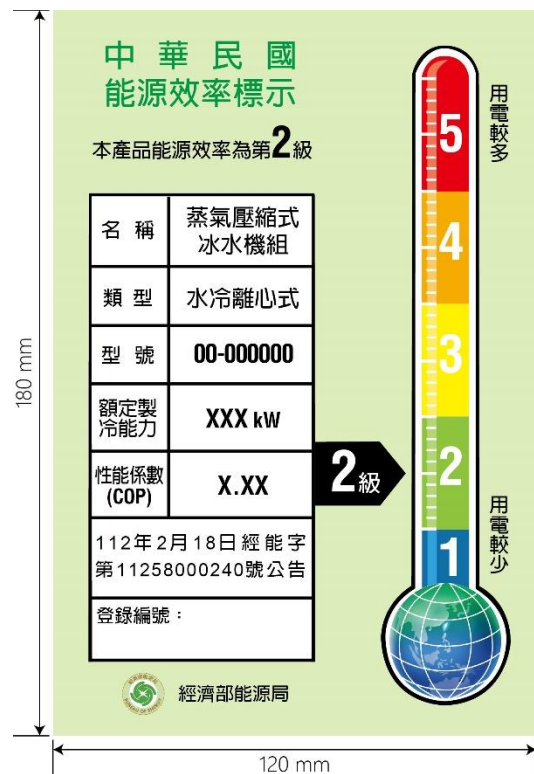 中華民國
能源效率標示
本產品能源效率為第2級
名稱 蒸氣壓縮式
冰水機組
類型 水冷離心式
型號 00-000000
額定製
冷能力 XXX kW
性能係數
(COP) X.XX
112年2月18日經能字
第11258000240號公告
登錄編號：
經濟部能源局
2級
5
4
3
2
1
用電較多
用電較少
180 mm
120 mm